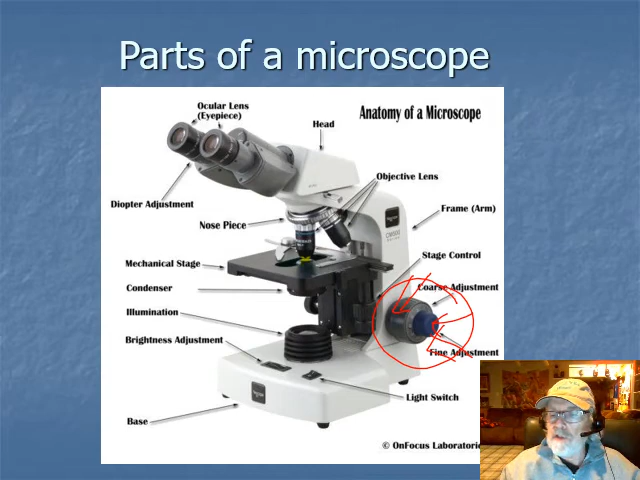 Parts of a microscope
Ocular Lens
(Eyepiece)
Head
Anatomy of a Microscope
Objective Lens
Diopter Adjustment
Frame (Arm)
Nose Piece
Stage Control
Mechanical Stage
Condenser
Coarse Adjustment
Illumination
Brightness Adjustment
Fine Adjustment
Light Switch
Base
© OnFocus Laboratorie